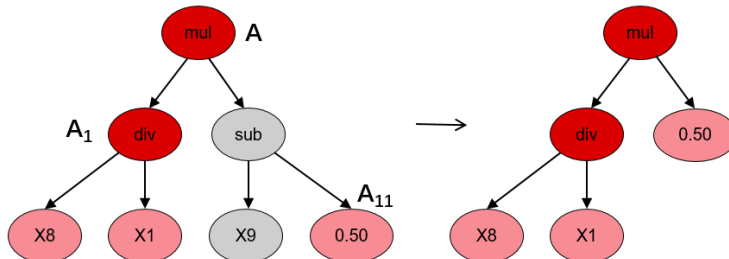 mul A mul
A₁ div sub div 0.50
A₁₁
X8 X1 X9 0.50 X8 X1